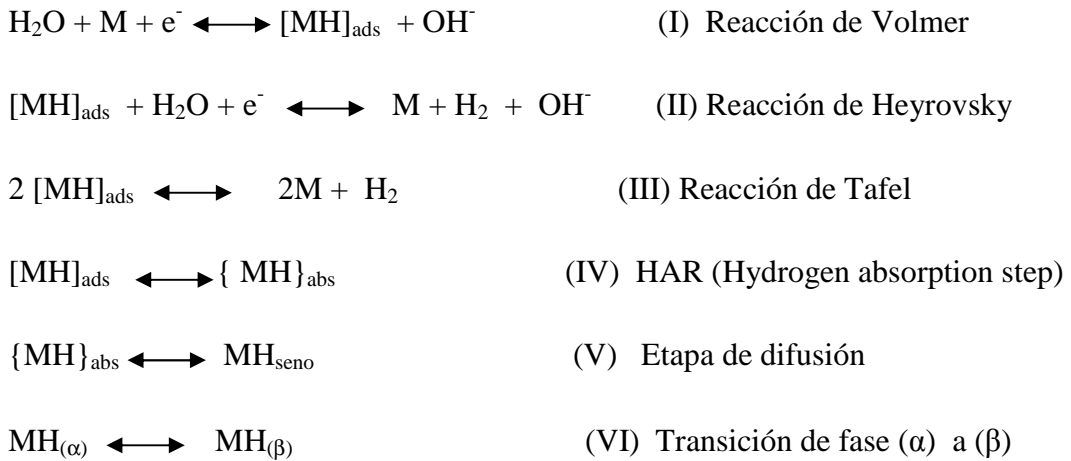 H₂O + M + e⁻ ⟷ [MH]ads + OH⁻ (I) Reacción de Volmer
[MH]ads + H₂O + e⁻ ⟷ M + H₂ + OH⁻ (II) Reacción de Heyrovsky
2 [MH]ads ⟷ 2M + H₂ (III) Reacción de Tafel
[MH]ads ⟷ { MH}abs (IV) HAR (Hydrogen absorption step)
{MH}abs ⟷ MHseno (V) Etapa de difusión
MH(α) ⟷ MH(β) (VI) Transición de fase (α) a (β)